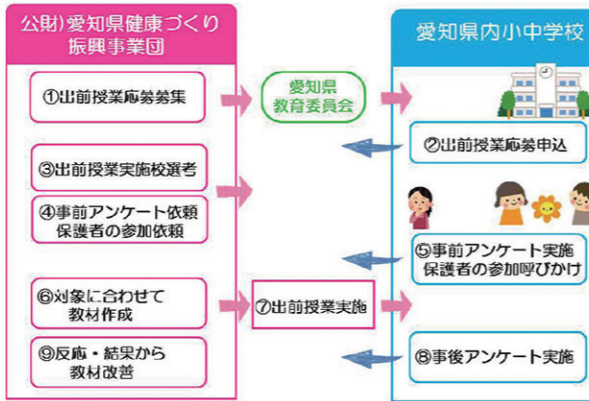 公財)愛知県健康づくり
振興事業団
①出前授業応募募集
③出前授業実施校選考
④事前アンケート依頼
保護者の参加依頼
⑥対象に合わせて
教材作成
⑨反応・結果から
教材改善
愛知県
教育委員会
⑦出前授業実施
愛知県内小中学校
②出前授業応募申込
⑤事前アンケート実施
保護者の参加呼びかけ
⑧事後アンケート実施